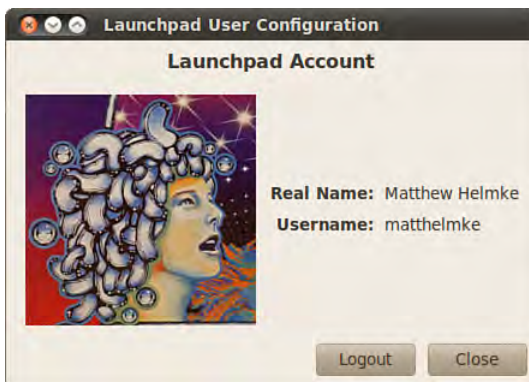 Launchpad User Configuration
Launchpad Account
Real Name: Matthew Helmke
Username: matthelmke
Logout Close